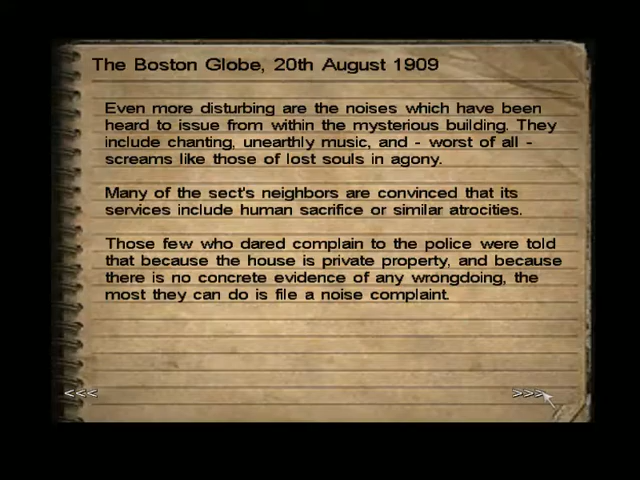 The Boston Globe, 20th August 1909
Even more disturbing are the noises which have been
heard to issue from within the mysterious building. They
include chanting, unearthly music, and - worst of all -
screams like those of lost souls in agony.
Many of the sect's neighbors are convinced that its
services include human sacrifice or similar atrocities.
Those few who dared complain to the police were told
that because the house is private property, and because
there is no concrete evidence of any wrongdoing, the
most they can do is file a noise complaint.
<<< >>>